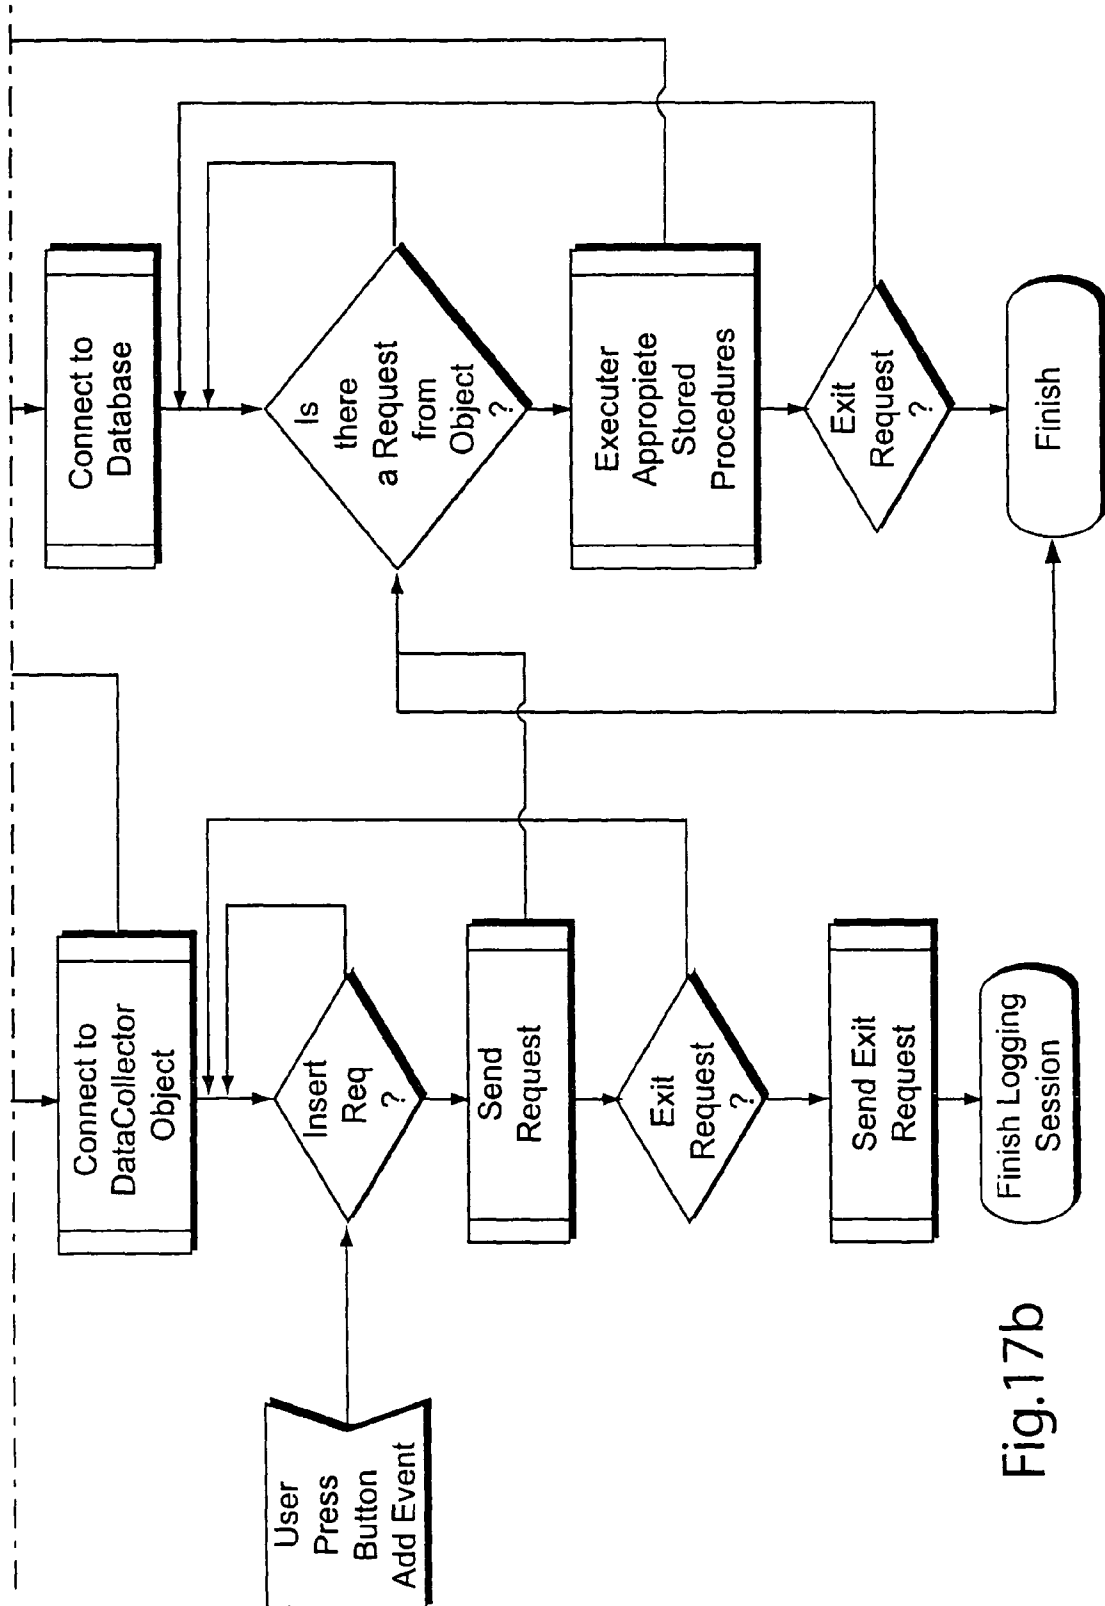 Connect to
DataCollector
Object
Insert
Req
?
Send
Request
Exit
Request
?
Send Exit
Request
Finish Logging
Session
User
Press
Button
Add Event
Connect to
Database
Is
there
a Request
from
Object
?
Executer
Appropiete
Stored
Procedures
Exit
Request
?
Finish
Fig.17b